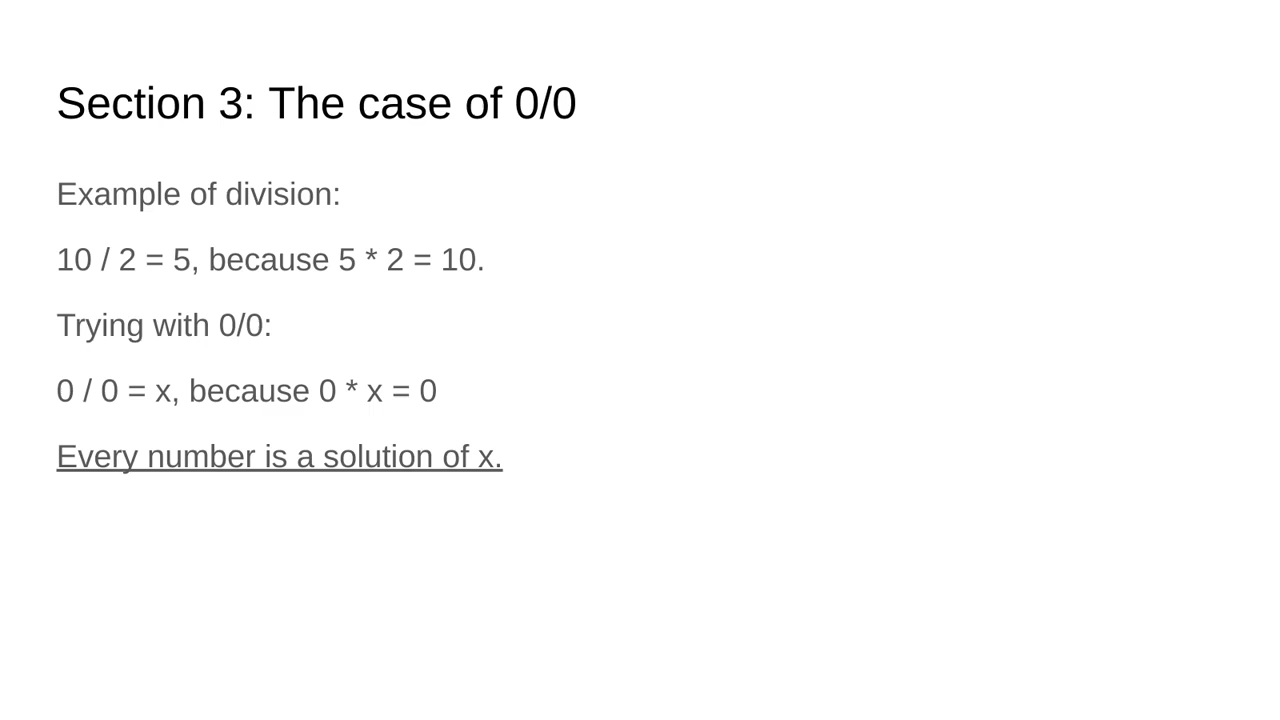 Section 3: The case of 0/0
Example of division:
10 / 2 = 5, because 5 * 2 = 10.
Trying with 0/0:
0 / 0 = x, because 0 * x = 0
Every number is a solution of x.